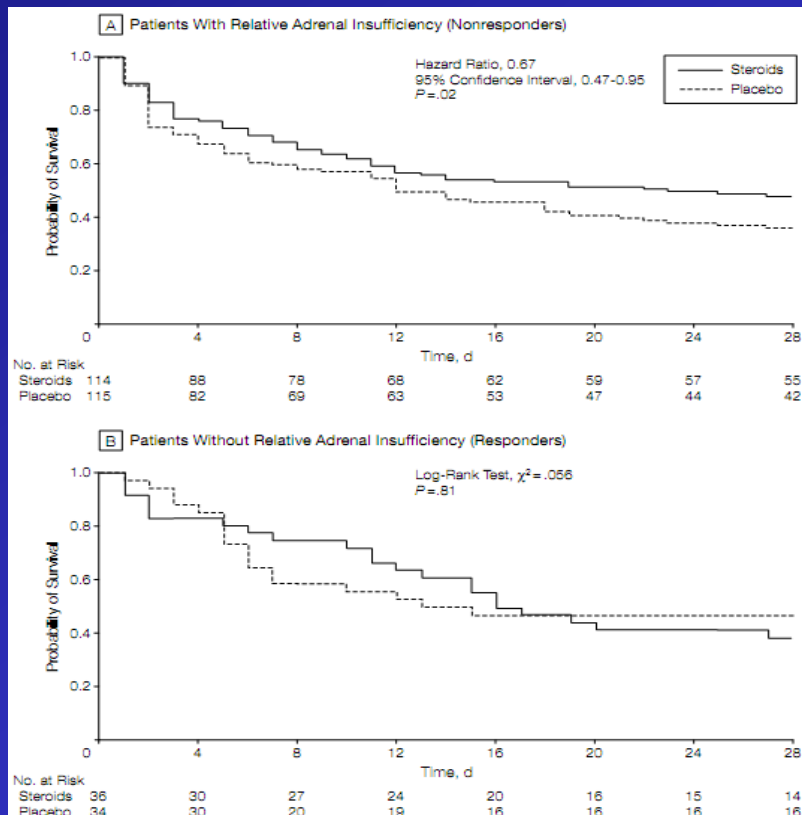 A Patients With Relative Adrenal Insufficiency (Nonresponders)
Hazard Ratio, 0.67
95% Confidence Interval, 0.47-0.95
P=.02
Steroids
Placebo
1.0
0.8
0.6
0.4
0.2
Probability of Survival
0 4 8 12 16 20 24 28
Time, d
No. at Risk
Steroids 114 88 78 68 62 59 57 55
Placebo 115 82 69 63 53 47 44 42
B Patients Without Relative Adrenal Insufficiency (Responders)
Log-Rank Test, χ²=.056
P=.81
1.0
0.8
0.6
0.4
0.2
Probability of Survival
0 4 8 12 16 20 24 28
Time, d
No. at Risk
Steroids 36 30 27 24 20 16 15 14
Placebo 34 30 20 19 16 16 16 16